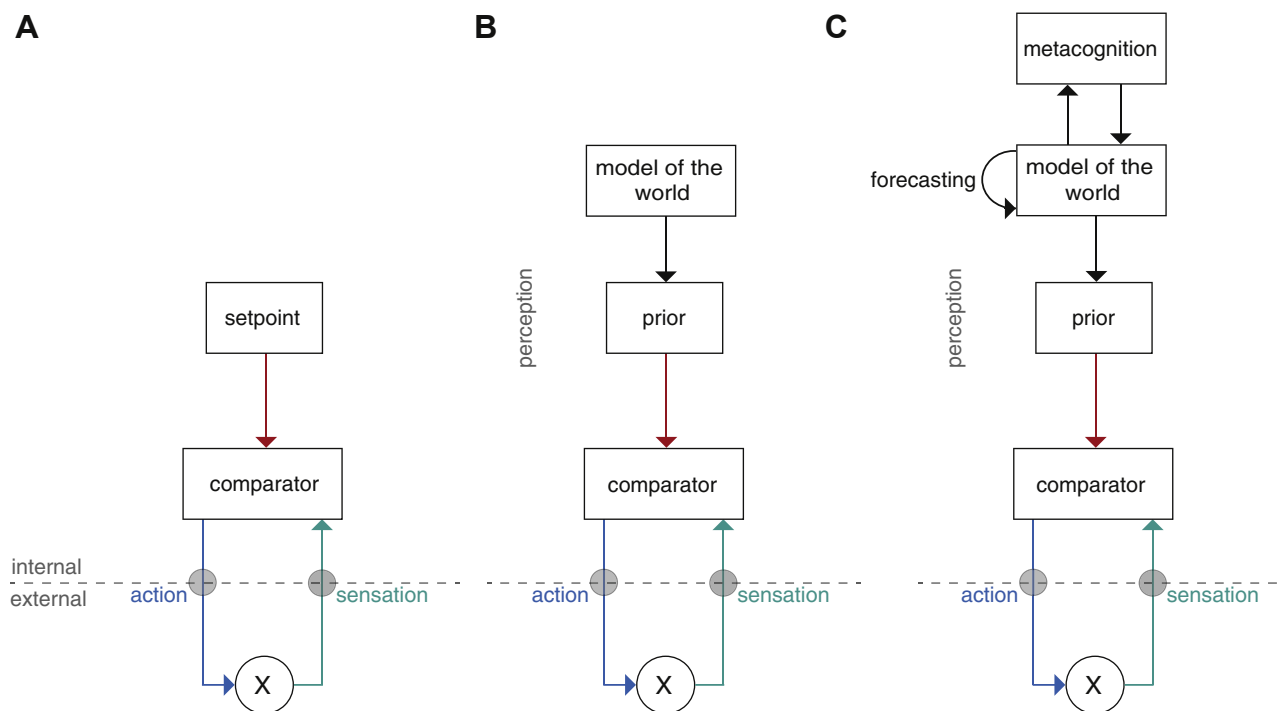 A
setpoint
comparator
internal
external
action
sensation
X
B
model of the
world
perception
prior
comparator
action
sensation
X
C
metacognition
forecasting
model of the
world
perception
prior
comparator
action
sensation
X